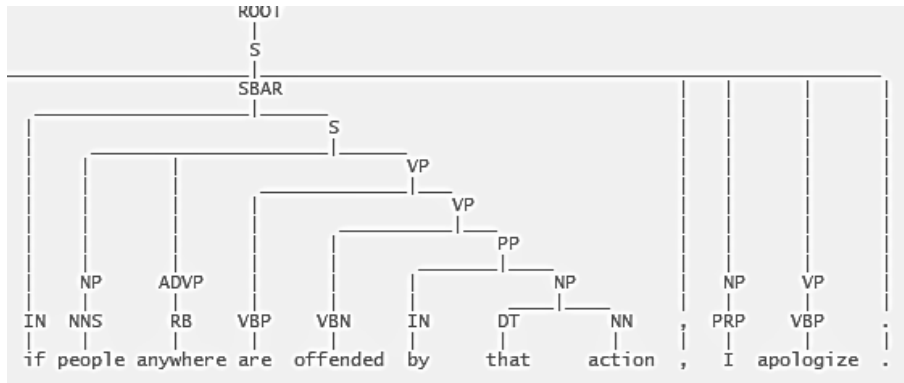 ROOT
S
SBAR
S
VP
VP
PP
NP ADVP NP NP VP
IN NNS RB VBP VBN IN DT NN , PRP VBP .
if people anywhere are offended by that action , I apologize .